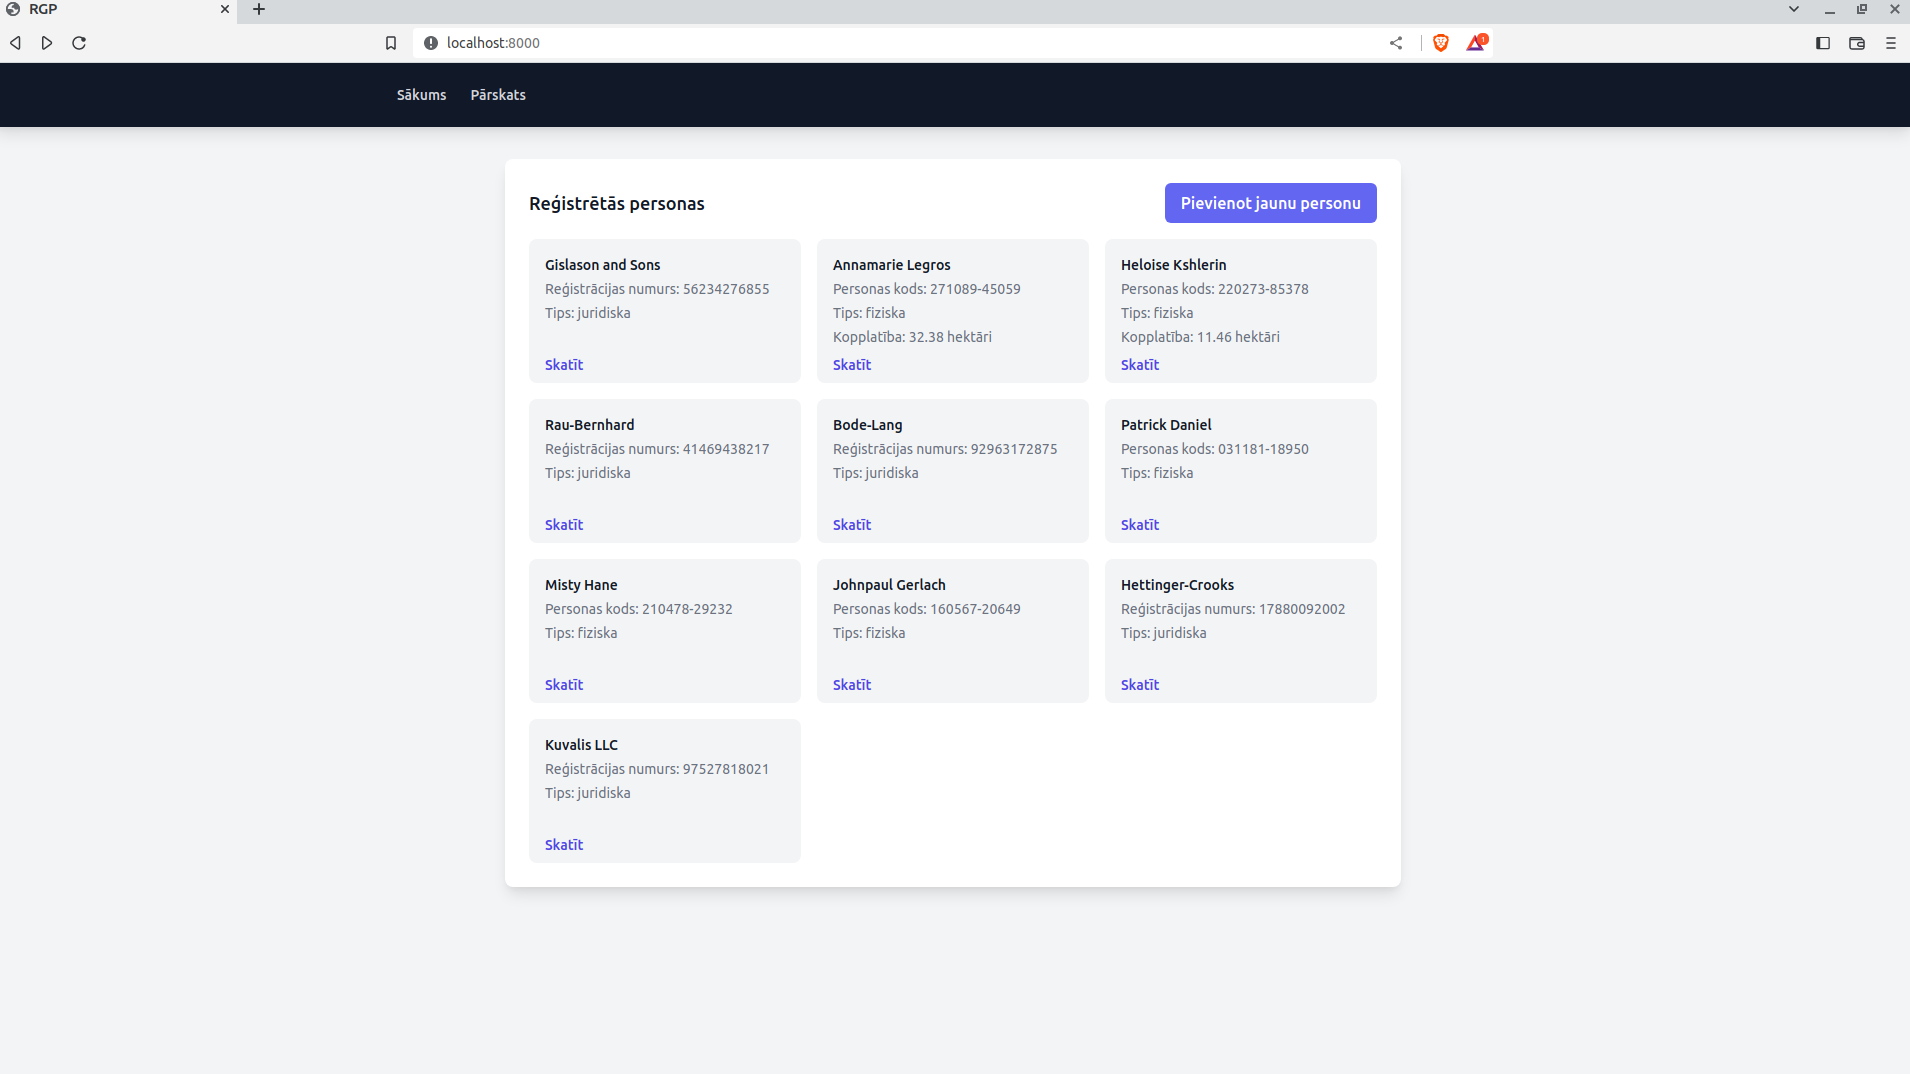 RGP
localhost:8000
1
Sākums Pārskats
Reģistrētās personas
Pievienot jaunu personu
Gislason and Sons
Reģistrācijas numurs: 56234276855
Tips: juridiska
Skatīt
Annamarie Legros
Personas kods: 271089-45059
Tips: fiziska
Kopplatība: 32.38 hektāri
Skatīt
Heloise Kshlerin
Personas kods: 220273-85378
Tips: fiziska
Kopplatība: 11.46 hektāri
Skatīt
Rau-Bernhard
Reģistrācijas numurs: 41469438217
Tips: juridiska
Skatīt
Bode-Lang
Reģistrācijas numurs: 92963172875
Tips: juridiska
Skatīt
Patrick Daniel
Personas kods: 031181-18950
Tips: fiziska
Skatīt
Misty Hane
Personas kods: 210478-29232
Tips: fiziska
Skatīt
Johnpaul Gerlach
Personas kods: 160567-20649
Tips: fiziska
Skatīt
Hettinger-Crooks
Reģistrācijas numurs: 17880092002
Tips: juridiska
Skatīt
Kuvalis LLC
Reģistrācijas numurs: 97527818021
Tips: juridiska
Skatīt